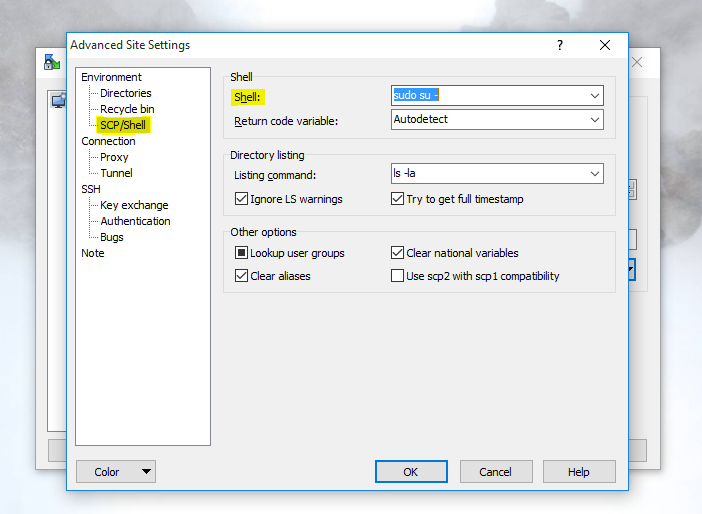 Advanced Site Settings
Environment
Directories
Recycle bin
SCP/Shell
Connection
Proxy
Tunnel
SSH
Key exchange
Authentication
Bugs
Note
Shell
Shell: sudo su -
Return code variable: Autodetect
Directory listing
Listing command: ls -la
Ignore LS warnings Try to get full timestamp
Other options
Lookup user groups Clear national variables
Clear aliases Use scp2 with scp1 compatibility
Color OK Cancel Help